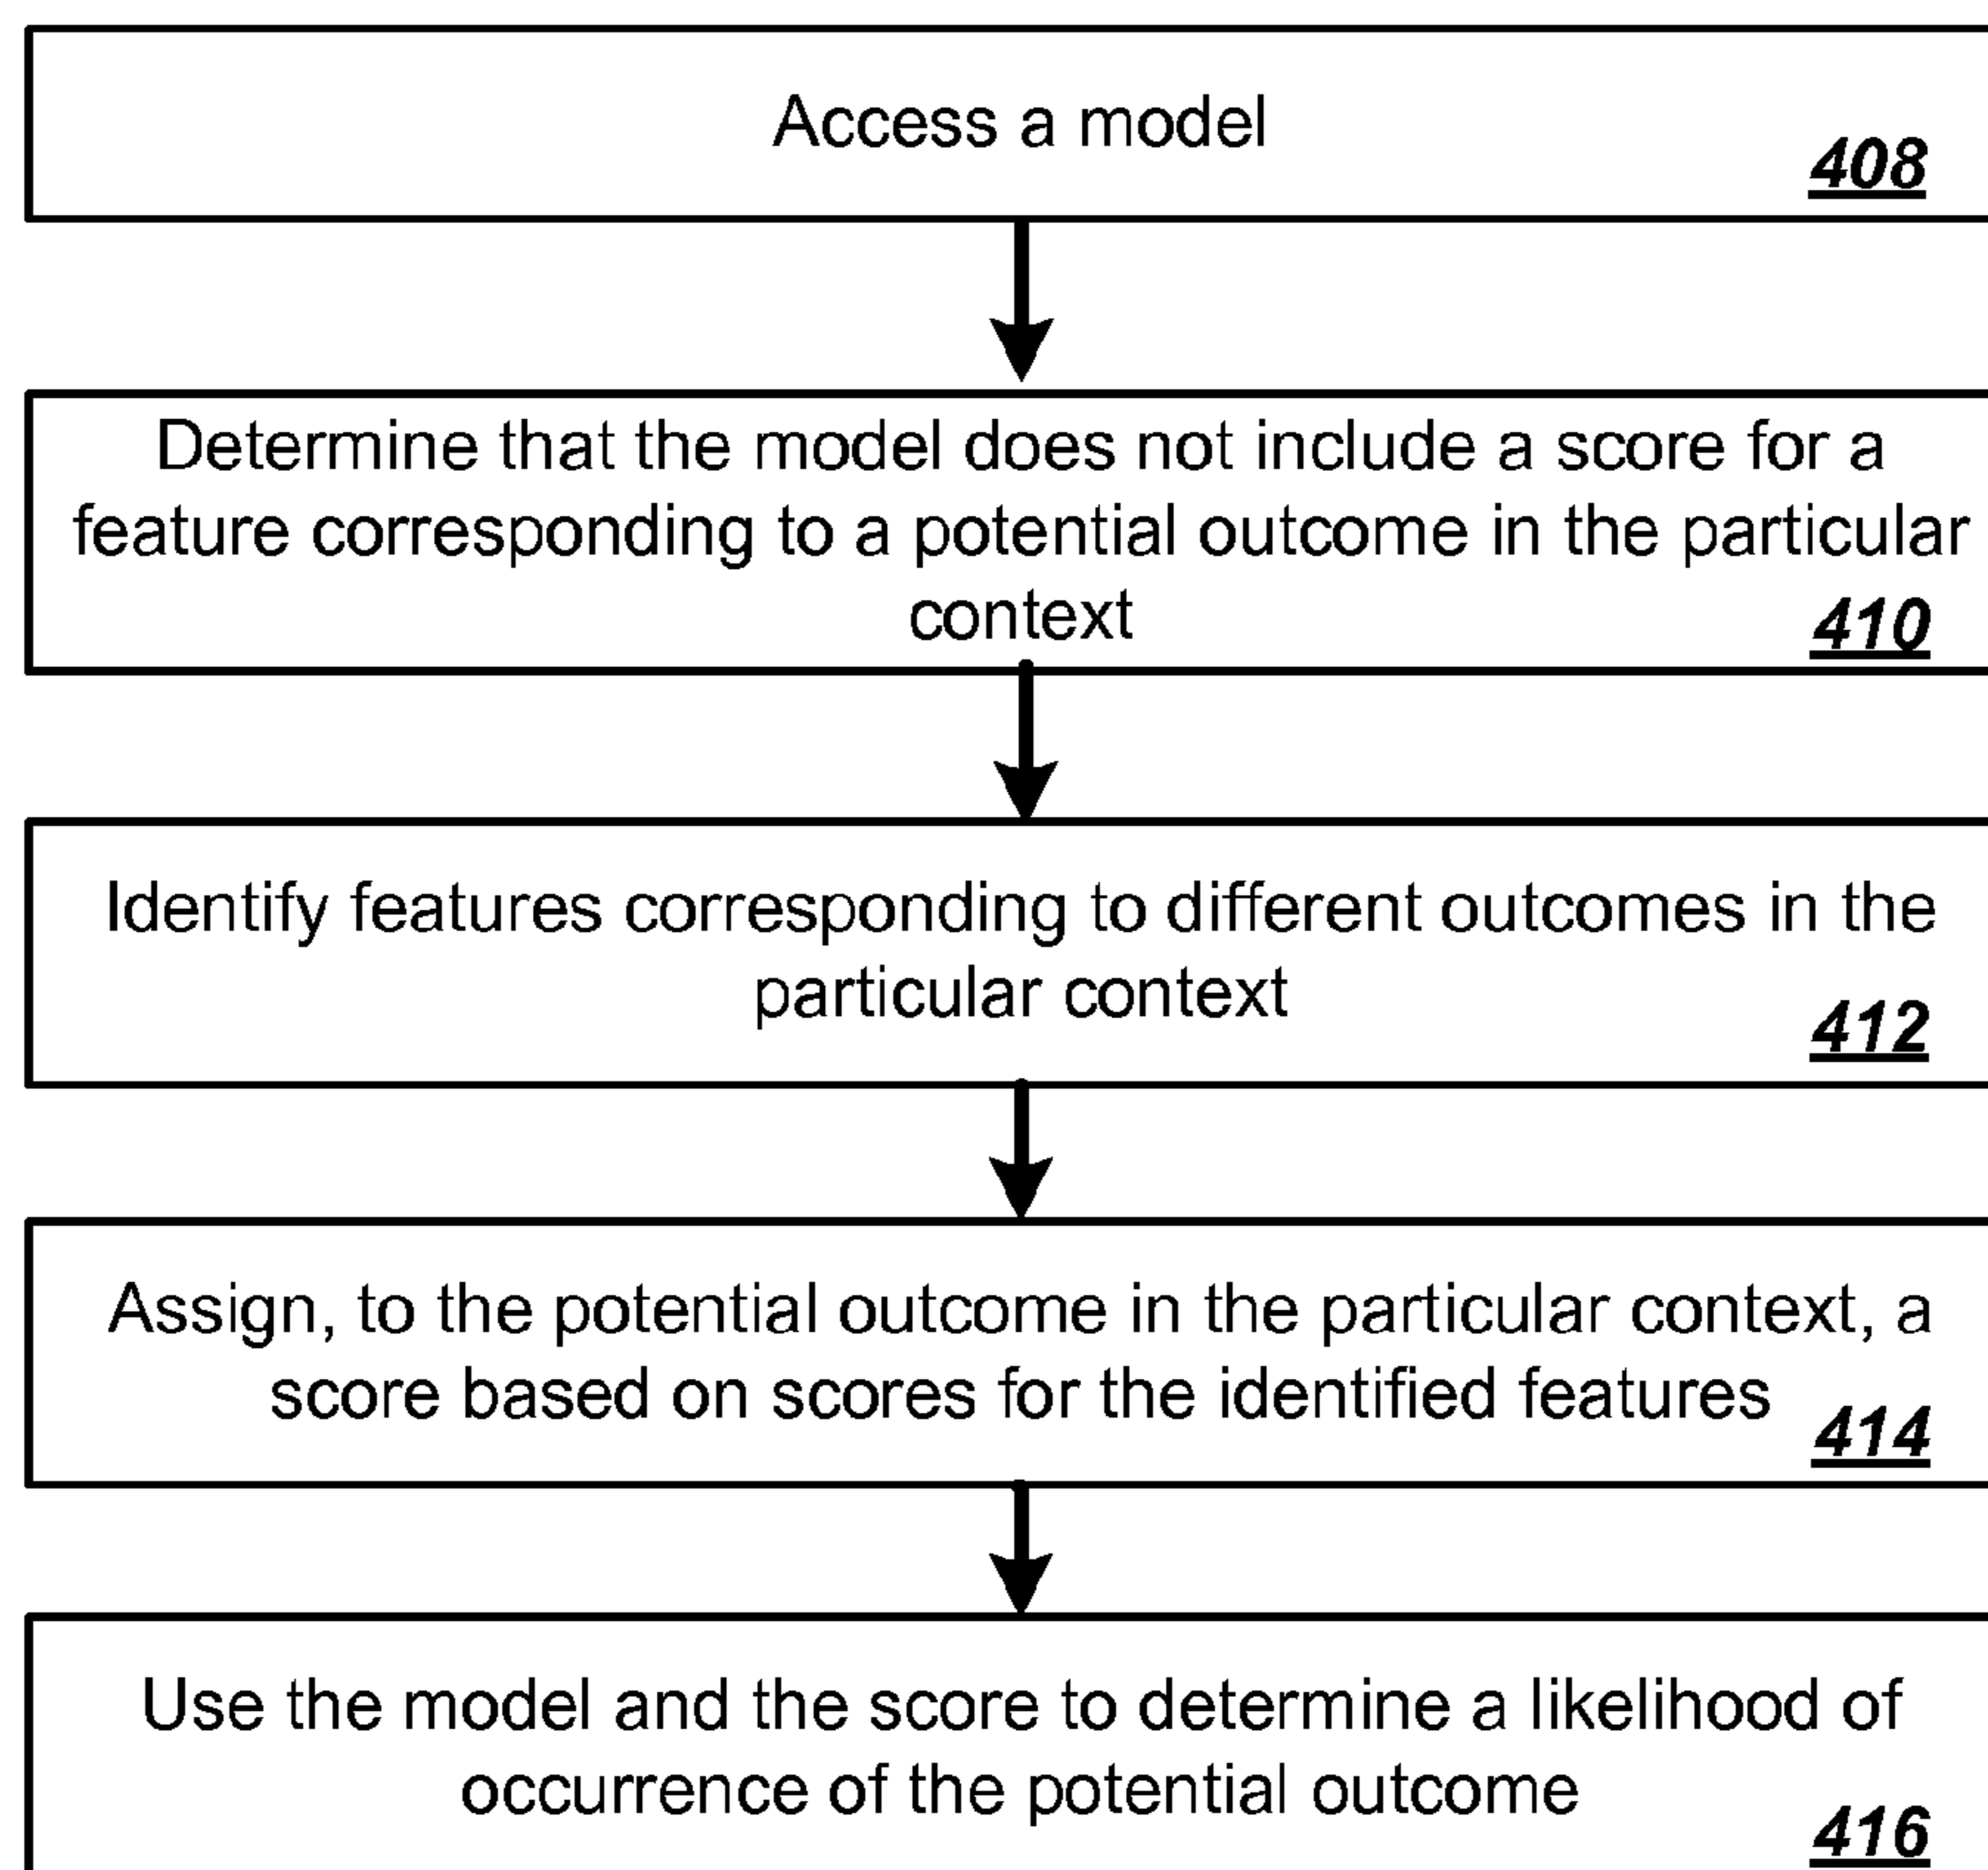 Access a model
408
Determine that the model does not include a score for a
feature corresponding to a potential outcome in the particular
context
410
Identify features corresponding to different outcomes in the
particular context
412
Assign, to the potential outcome in the particular context, a
score based on scores for the identified features
414
Use the model and the score to determine a likelihood of
occurrence of the potential outcome
416